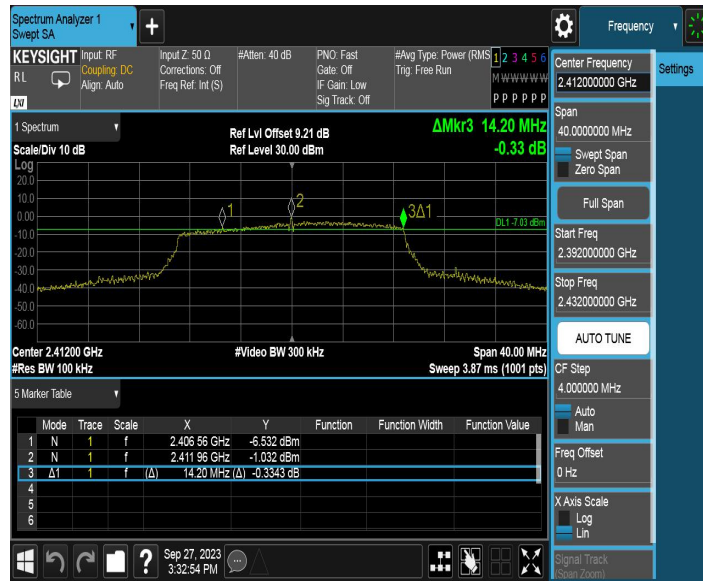 Spectrum Analyzer 1
Swept SA
+
Frequency
KEYSIGHT
RL
LXI
Input: RF
Coupling: DC
Align: Auto
Input Z: 50 Ω
Corrections: Off
Freq Ref: Int (S)
#Atten: 40 dB
PNO: Fast
Gate: Off
IF Gain: Low
Sig Track: Off
#Avg Type: Power (RMS
Trig: Free Run
1 2 3 4 5 6
M W W W W W
P P P P P P
Center Frequency
2.412000000 GHz
Settings
1 Spectrum
Scale/Div 10 dB
Ref Lvl Offset 9.21 dB
Ref Level 30.00 dBm
ΔMkr3 14.20 MHz
-0.33 dB
Log
20.0
10.0
0.00
-10.0
-20.0
-30.0
-40.0
-50.0
-60.0
1
2
3Δ1
DL1 -7.03 dBm
Span
40.0000000 MHz
Swept Span
Zero Span
Full Span
Start Freq
2.392000000 GHz
Stop Freq
2.432000000 GHz
AUTO TUNE
Center 2.41200 GHz
#Res BW 100 kHz
#Video BW 300 kHz
Span 40.00 MHz
Sweep 3.87 ms (1001 pts)
CF Step
4.000000 MHz
Auto
Man
Freq Offset
0 Hz
X Axis Scale
Log
Lin
Signal Track
(Span Zoom)
5 Marker Table
Mode Trace Scale X Y Function Function Width Function Value
1 N 1 f 2.406 56 GHz -6.532 dBm
2 N 1 f 2.411 96 GHz -1.032 dBm
3 Δ1 1 f (Δ) 14.20 MHz (Δ) -0.3343 dB
4
5
6
?
Sep 27, 2023
3:32:54 PM